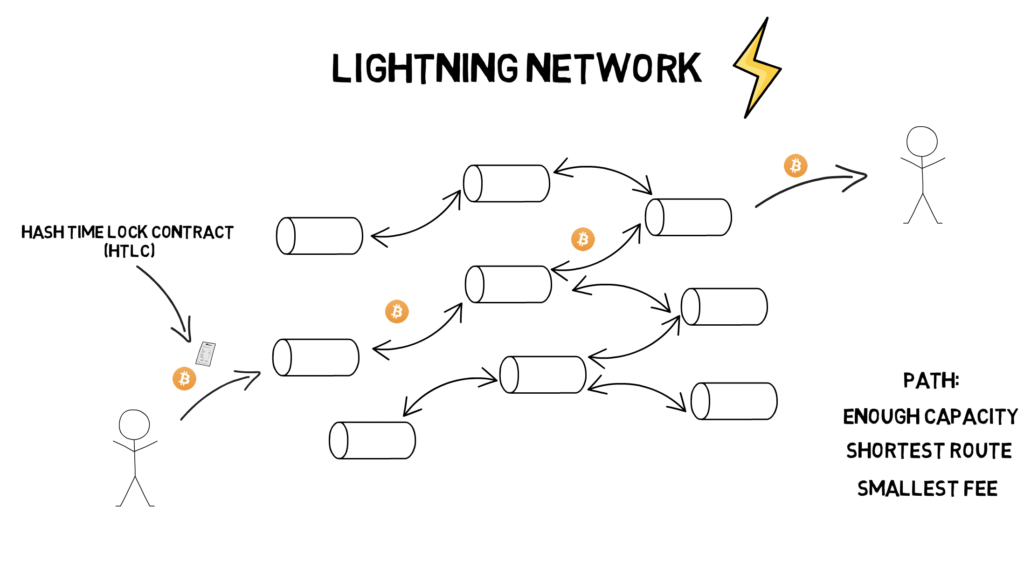 LIGHTNING NETWORK
HASH TIME LOCK CONTRACT
(HTLC)
PATH:
ENOUGH CAPACITY
SHORTEST ROUTE
SMALLEST FEE